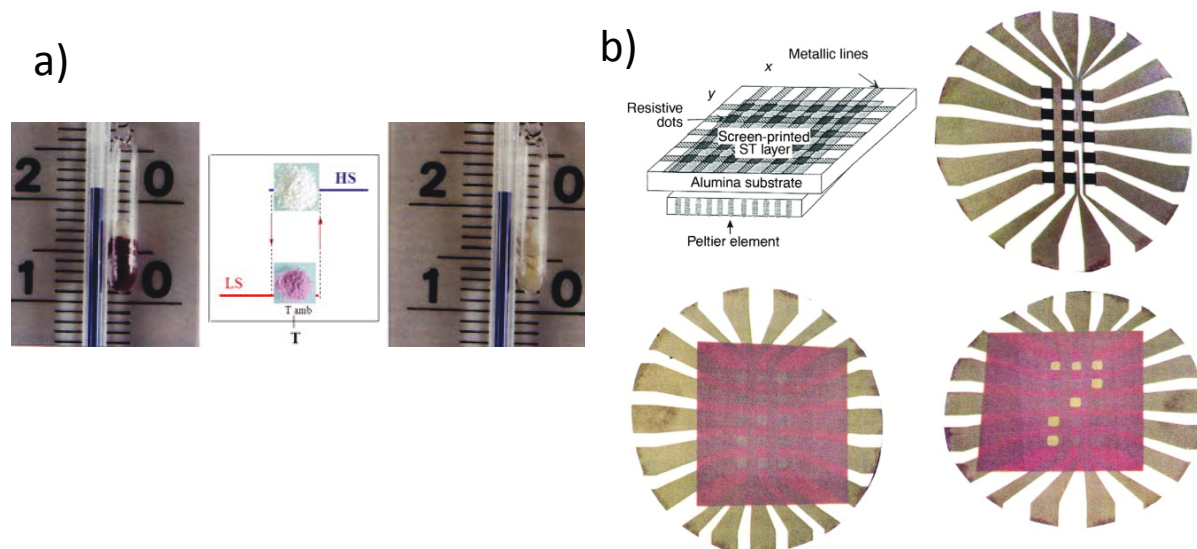 a)
2 0
1 0
HS
LS
T amb
T
2 0
1 0
b)
Metallic lines
x
y
Resistive
dots
Screen-printed
ST layer
Alumina substrate
Peltier element